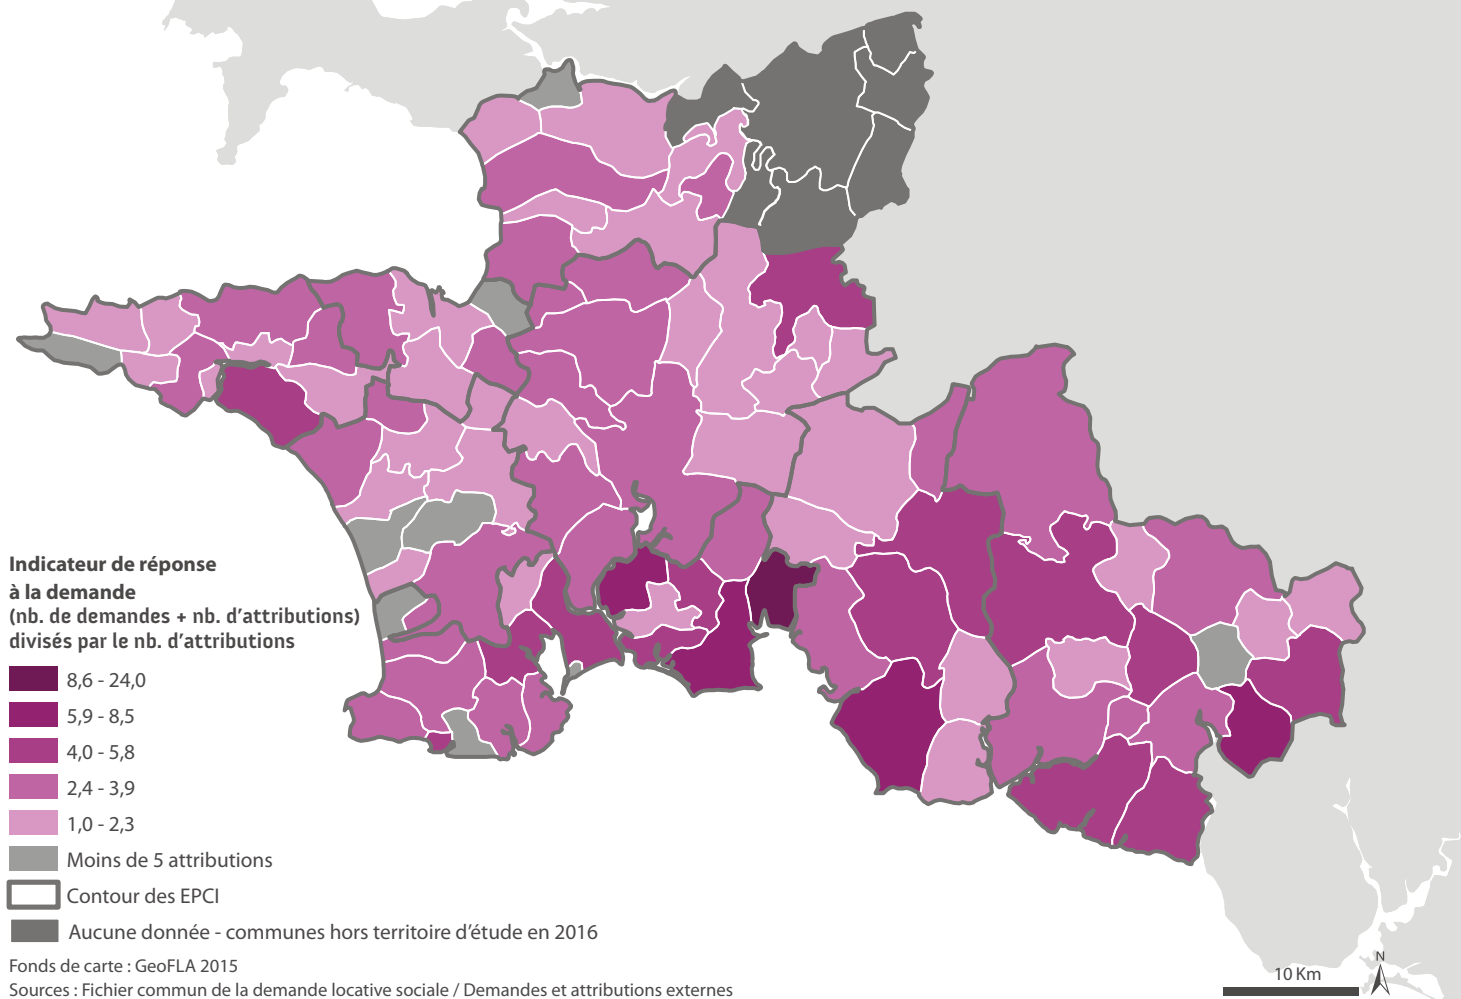 Indicateur de réponse
à la demande
(nb. de demandes + nb. d'attributions)
divisés par le nb. d'attributions
8,6 - 24,0
5,9 - 8,5
4,0 - 5,8
2,4 - 3,9
1,0 - 2,3
Moins de 5 attributions
Contour des EPCI
Aucune donnée - communes hors territoire d'étude en 2016
Fonds de carte : GeoFLA 2015
Sources : Fichier commun de la demande locative sociale / Demandes et attributions externes
10 Km
N